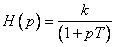 H(p) = k / (1 + pT)